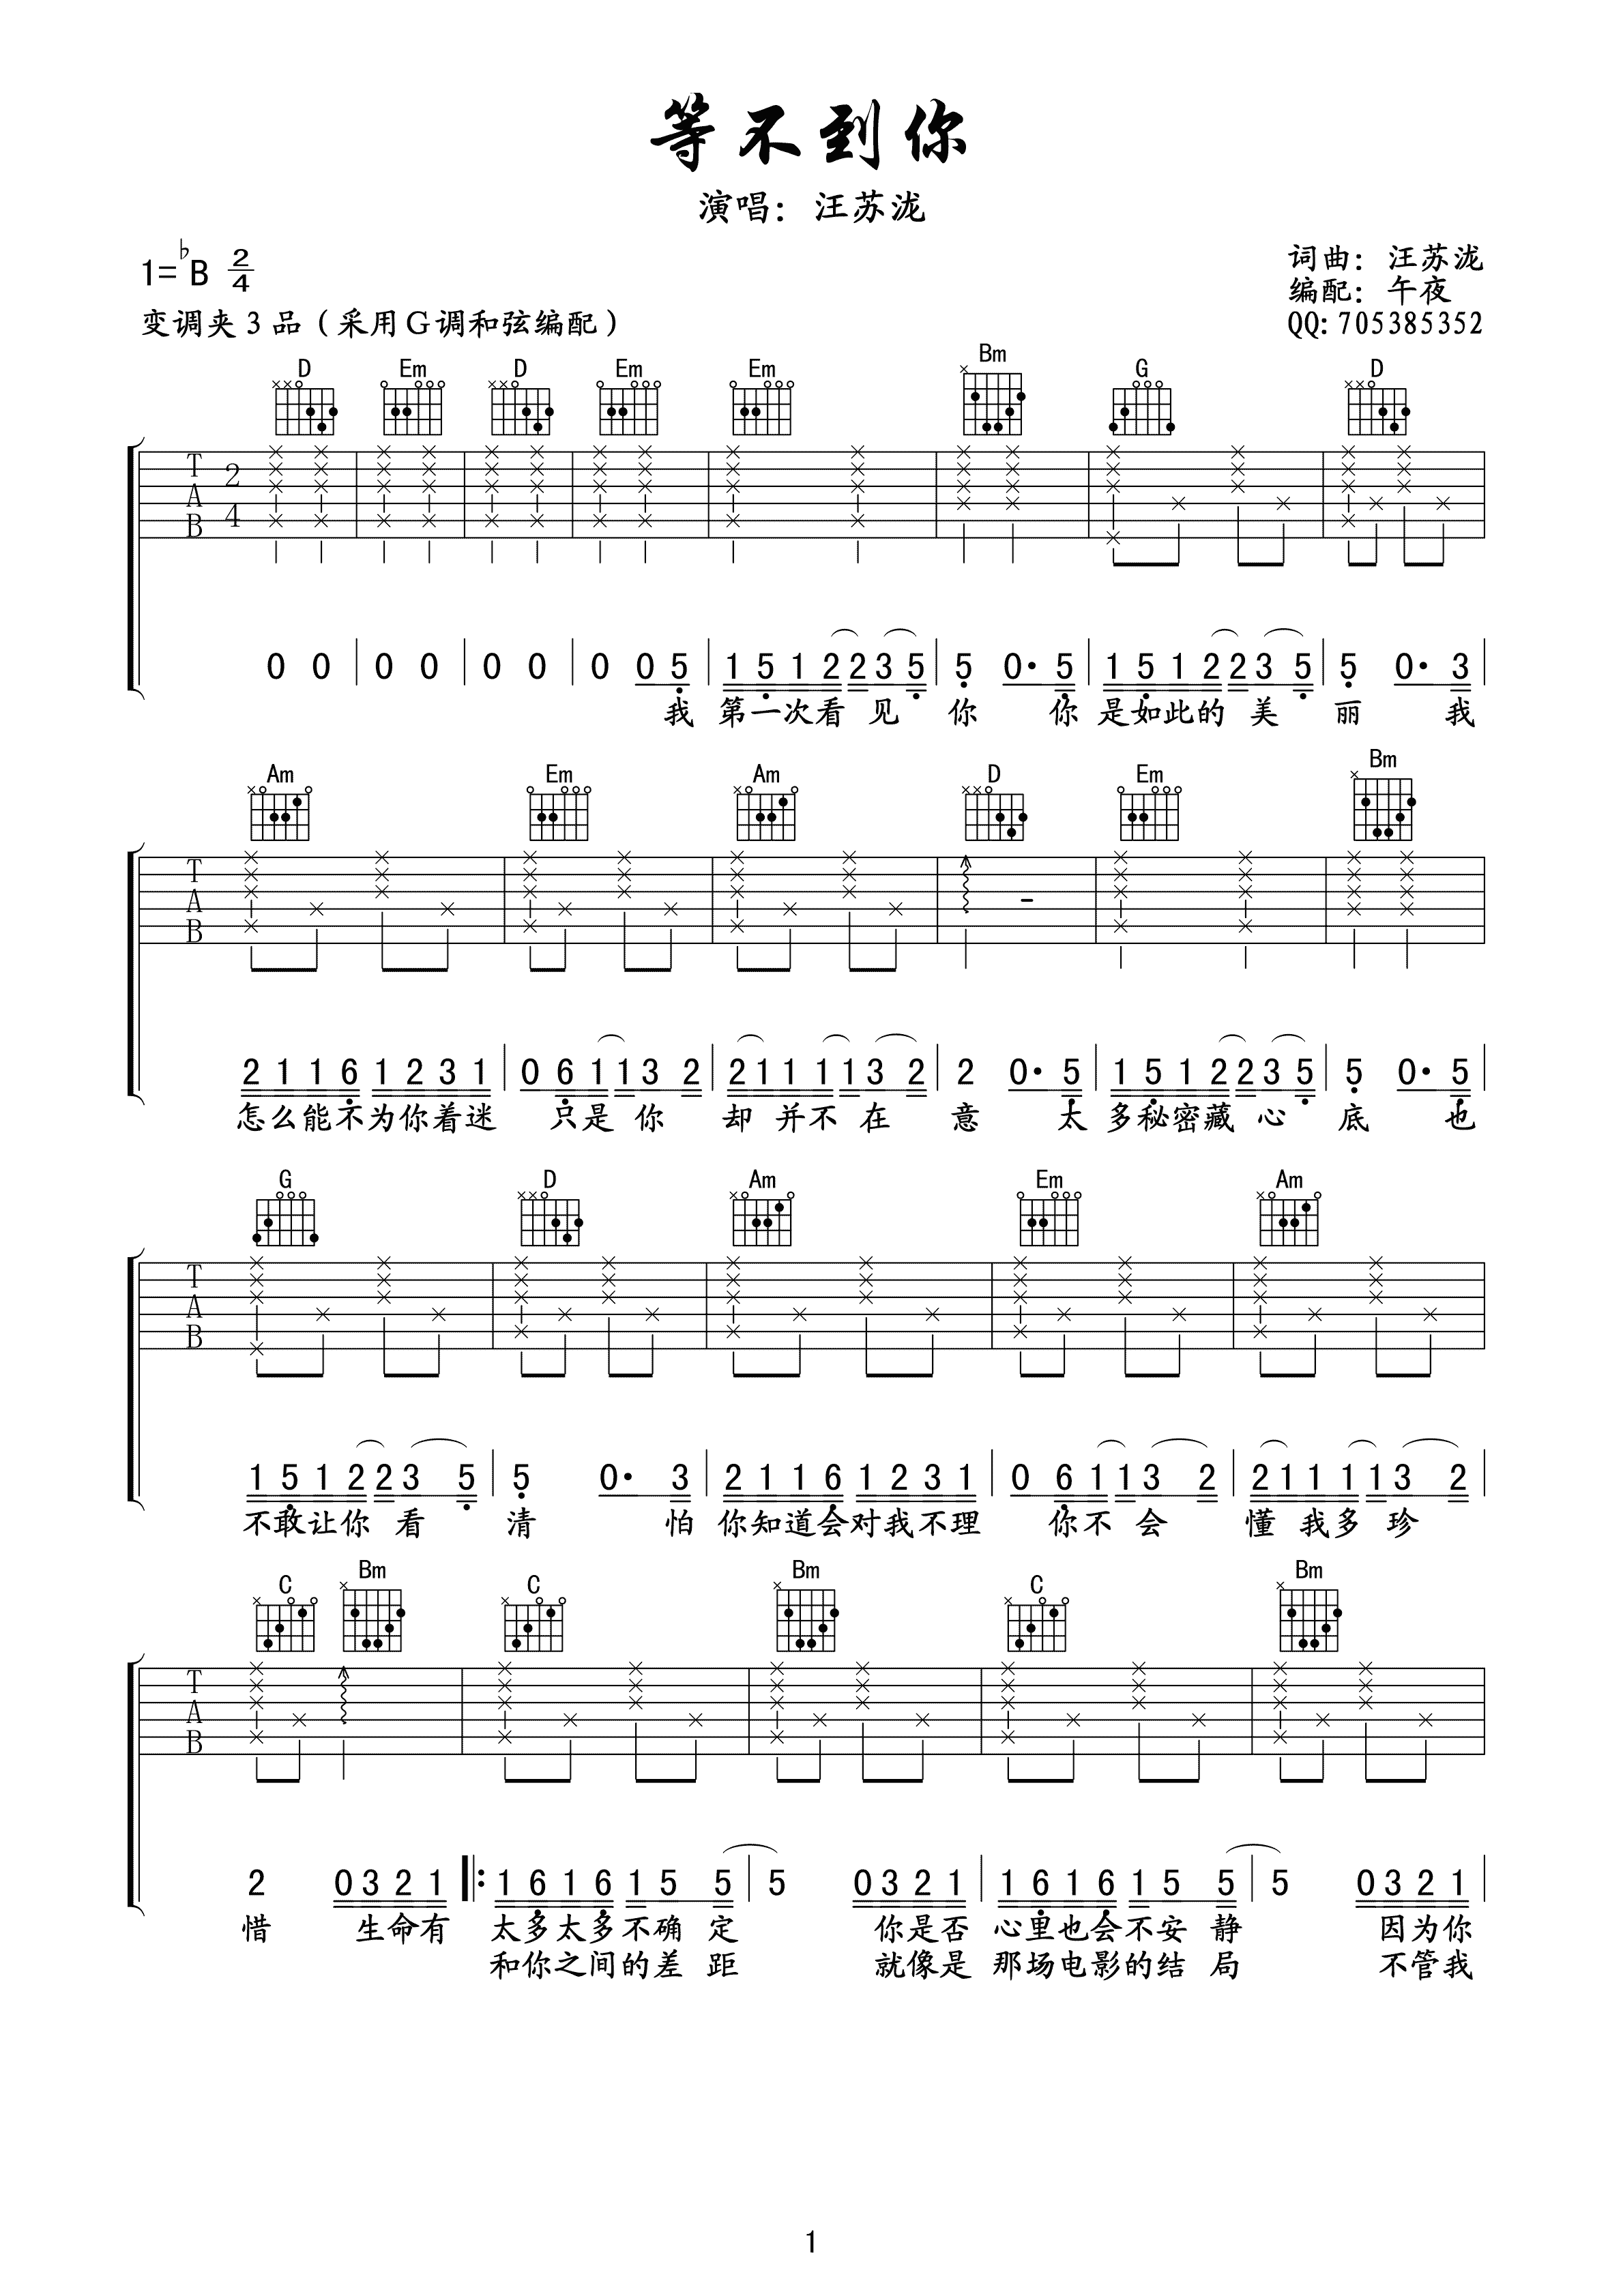 等不到你
演唱：汪苏泷
1=♭B 2/4
词曲：汪苏泷
编配：午夜
变调夹3品（采用G调和弦编配）
QQ:705385352
D Em D Em Em Bm G D
T A B 2 4
0 0 0 0 0 0 0 0 5 1 5 1 2 2 3 5 5 0· 5 1 5 1 2 2 3 5 5 0· 3
我 第一次看 见 你 你 是如此的 美 丽 我
Am Em Am D Em Bm
T A B
2 1 1 6 1 2 3 1 0 6 1 1 3 2 2 1 1 1 1 3 2 2 0· 5 1 5 1 2 2 3 5 5 0· 5
怎么能不为你着迷 只是 你 却 并不 在 意 太 多秘密藏 心 底 也
G D Am Em Am
T A B
1 5 1 2 2 3 5 5 0· 3 2 1 1 6 1 2 3 1 0 6 1 1 3 2 2 1 1 1 1 3 2
不敢让你 看 清 怕 你知道会对我不理 你不 会 懂 我多 珍
C Bm C Bm C Bm
T A B
2 0 3 2 1 1 6 1 6 1 5 5 5 0 3 2 1 1 6 1 6 1 5 5 5 0 3 2 1
惜 生命有 太多太多不确 定 你是否 心里也会不安 静 因为你
和你之间的差 距 就像是 那场电影的结 局 不管我
1